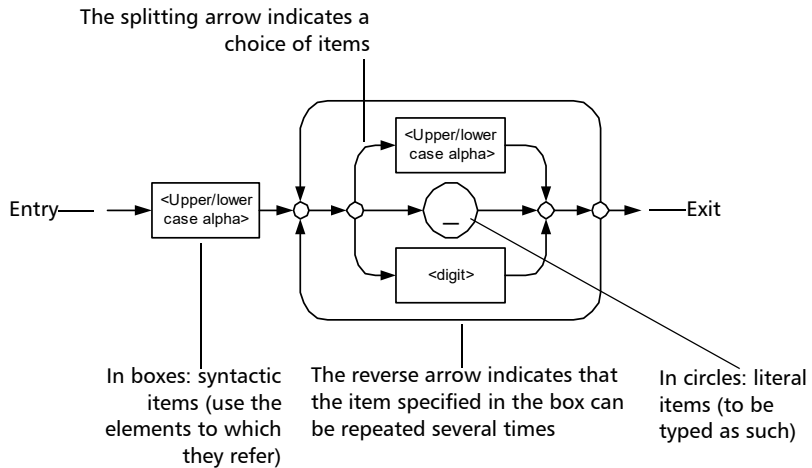 The splitting arrow indicates a
choice of items
<Upper/lower
case alpha>
Entry
<Upper/lower
case alpha>
_
Exit
<digit>
In boxes: syntactic
items (use the
elements to which
they refer)
The reverse arrow indicates that
the item specified in the box can
be repeated several times
In circles: literal
items (to be
typed as such)